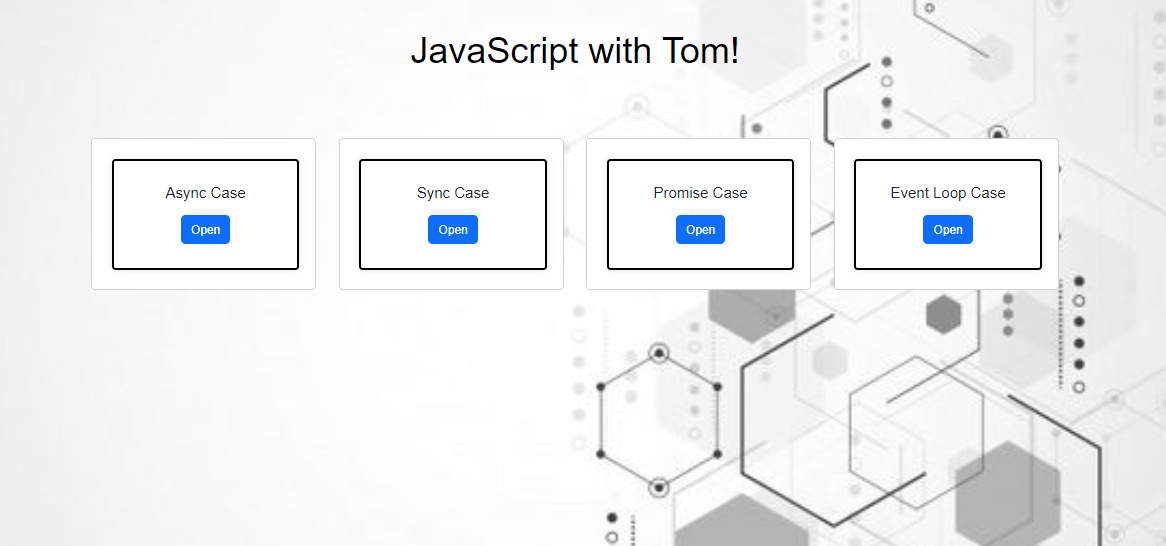 JavaScript with Tom!
Async Case
Open
Sync Case
Open
Promise Case
Open
Event Loop Case
Open